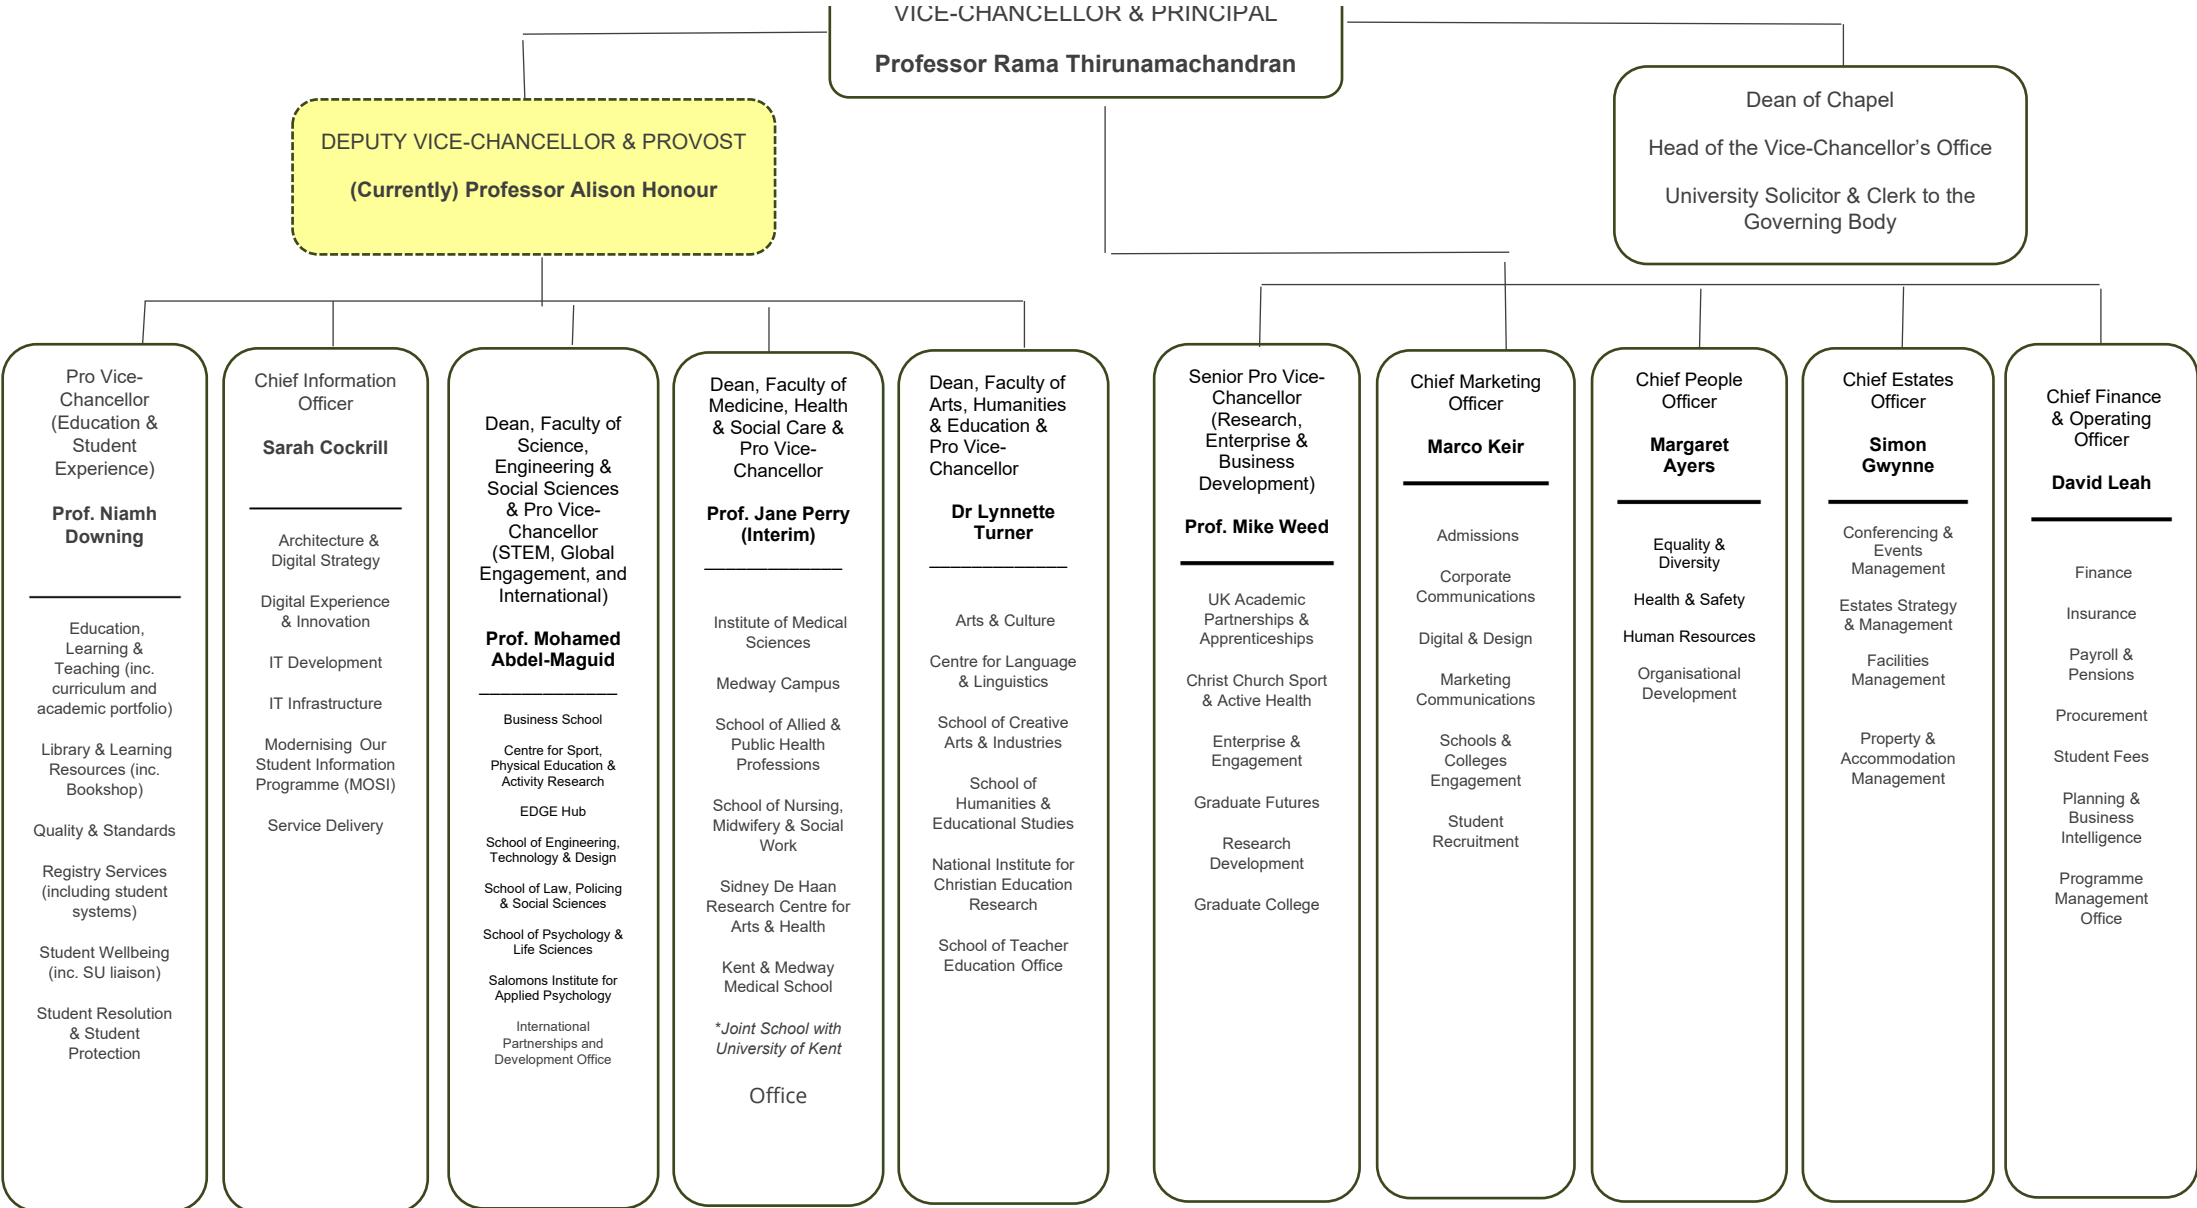 VICE-CHANCELLOR & PRINCIPAL
Professor Rama Thirunamachandran
DEPUTY VICE-CHANCELLOR & PROVOST
(Currently) Professor Alison Honour
Dean of Chapel
Head of the Vice-Chancellor’s Office
University Solicitor & Clerk to the
Governing Body
Pro Vice-
Chancellor
(Education &
Student
Experience)
Prof. Niamh
Downing
Education,
Learning &
Teaching (inc.
curriculum and
academic portfolio)
Library & Learning
Resources (inc.
Bookshop)
Quality & Standards
Registry Services
(including student
systems)
Student Wellbeing
(inc. SU liaison)
Student Resolution
& Student
Protection
Chief Information
Officer
Sarah Cockrill
Architecture &
Digital Strategy
Digital Experience
& Innovation
IT Development
IT Infrastructure
Modernising Our
Student Information
Programme (MOSI)
Service Delivery
Dean, Faculty of
Science,
Engineering &
Social Sciences
& Pro Vice-
Chancellor
(STEM, Global
Engagement, and
International)
Prof. Mohamed
Abdel-Maguid
Business School
Centre for Sport,
Physical Education &
Activity Research
EDGE Hub
School of Engineering,
Technology & Design
School of Law, Policing
& Social Sciences
School of Psychology &
Life Sciences
Salomons Institute for
Applied Psychology
International
Partnerships and
Development Office
Dean, Faculty of
Medicine, Health
& Social Care &
Pro Vice-
Chancellor
Prof. Jane Perry
(Interim)
Institute of Medical
Sciences
Medway Campus
School of Allied &
Public Health
Professions
School of Nursing,
Midwifery & Social
Work
Sidney De Haan
Research Centre for
Arts & Health
Kent & Medway
Medical School
*Joint School with
University of Kent
Office
Dean, Faculty of
Arts, Humanities
& Education &
Pro Vice-
Chancellor
Dr Lynnette
Turner
Arts & Culture
Centre for Language
& Linguistics
School of Creative
Arts & Industries
School of
Humanities &
Educational Studies
National Institute for
Christian Education
Research
School of Teacher
Education Office
Senior Pro Vice-
Chancellor
(Research,
Enterprise &
Business
Development)
Prof. Mike Weed
UK Academic
Partnerships &
Apprenticeships
Christ Church Sport
& Active Health
Enterprise &
Engagement
Graduate Futures
Research
Development
Graduate College
Chief Marketing
Officer
Marco Keir
Admissions
Corporate
Communications
Digital & Design
Marketing
Communications
Schools &
Colleges
Engagement
Student
Recruitment
Chief People
Officer
Margaret
Ayers
Equality &
Diversity
Health & Safety
Human Resources
Organisational
Development
Chief Estates
Officer
Simon
Gwynne
Conferencing &
Events
Management
Estates Strategy
& Management
Facilities
Management
Property &
Accommodation
Management
Chief Finance
& Operating
Officer
David Leah
Finance
Insurance
Payroll &
Pensions
Procurement
Student Fees
Planning &
Business
Intelligence
Programme
Management
Office